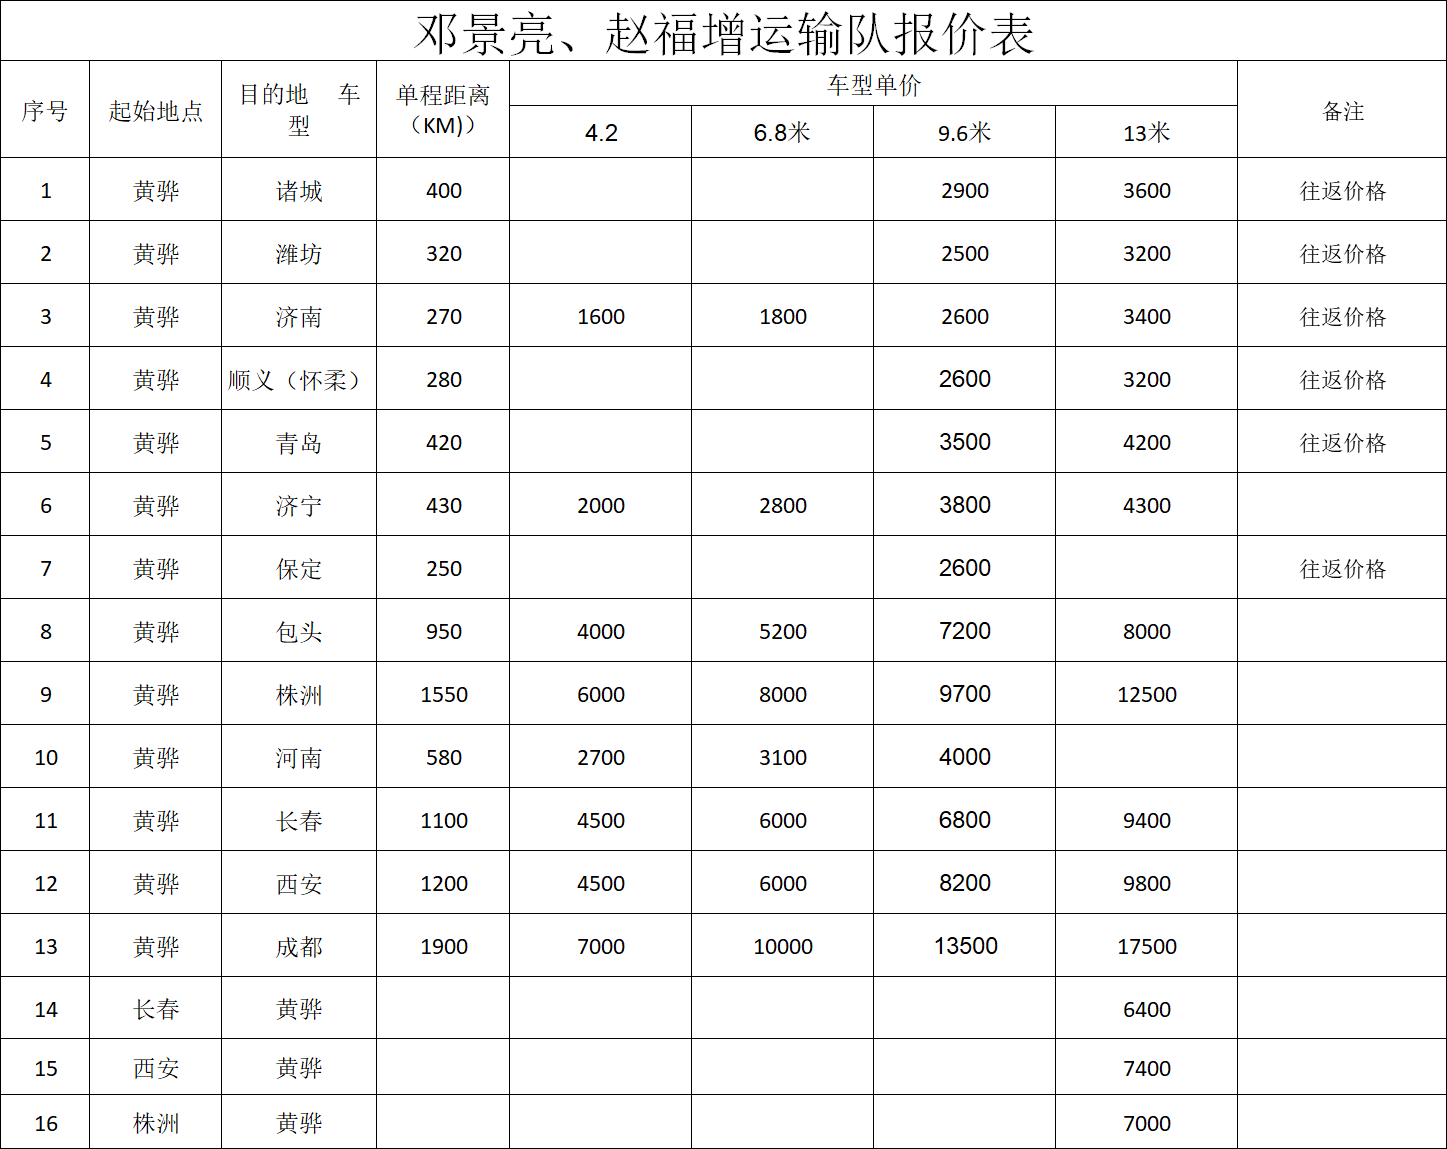 邓景亮、赵福增运输队报价表
序号 起始地点 目的地 车型 单程距离（KM)） 车型单价 备注
4.2 6.8米 9.6米 13米
1 黄骅 诸城 400 2900 3600 往返价格
2 黄骅 潍坊 320 2500 3200 往返价格
3 黄骅 济南 270 1600 1800 2600 3400 往返价格
4 黄骅 顺义（怀柔） 280 2600 3200 往返价格
5 黄骅 青岛 420 3500 4200 往返价格
6 黄骅 济宁 430 2000 2800 3800 4300
7 黄骅 保定 250 2600 往返价格
8 黄骅 包头 950 4000 5200 7200 8000
9 黄骅 株洲 1550 6000 8000 9700 12500
10 黄骅 河南 580 2700 3100 4000
11 黄骅 长春 1100 4500 6000 6800 9400
12 黄骅 西安 1200 4500 6000 8200 9800
13 黄骅 成都 1900 7000 10000 13500 17500
14 长春 黄骅 6400
15 西安 黄骅 7400
16 株洲 黄骅 7000